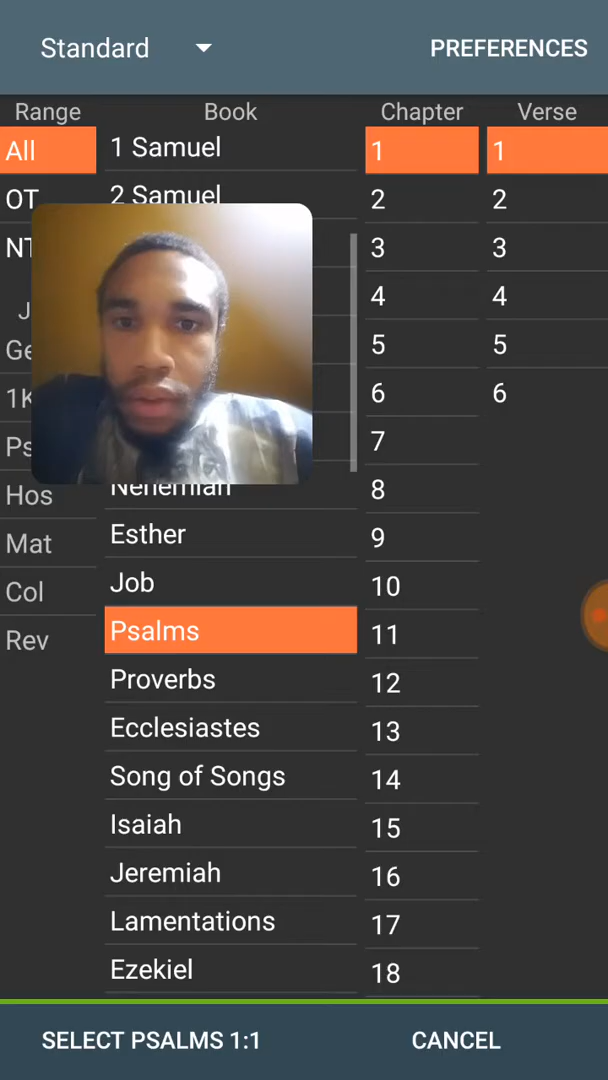 Standard PREFERENCES
Range Book Chapter Verse
All 1 Samuel 1 1
OT 2 Samuel 2 2
3 3
4 4
5 5
6 6
7
Hos Nehemiah 8
Mat Esther 9
Col Job 10
Rev Psalms 11
Proverbs 12
Ecclesiastes 13
Song of Songs 14
Isaiah 15
Jeremiah 16
Lamentations 17
Ezekiel 18
SELECT PSALMS 1:1 CANCEL